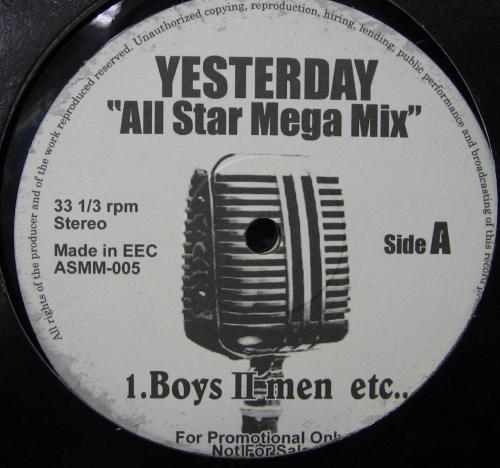 All rights of the producer and of the work reproduced reserved. Unauthorized copying, reproduction, hiring, lending, public performance and broadcasting of this record
YESTERDAY
"All Star Mega Mix"
33 1/3 rpm
Stereo
Made in EEC
ASMM-005
Side A
1.Boys II men etc..
For Promotional Only
Not For Sale